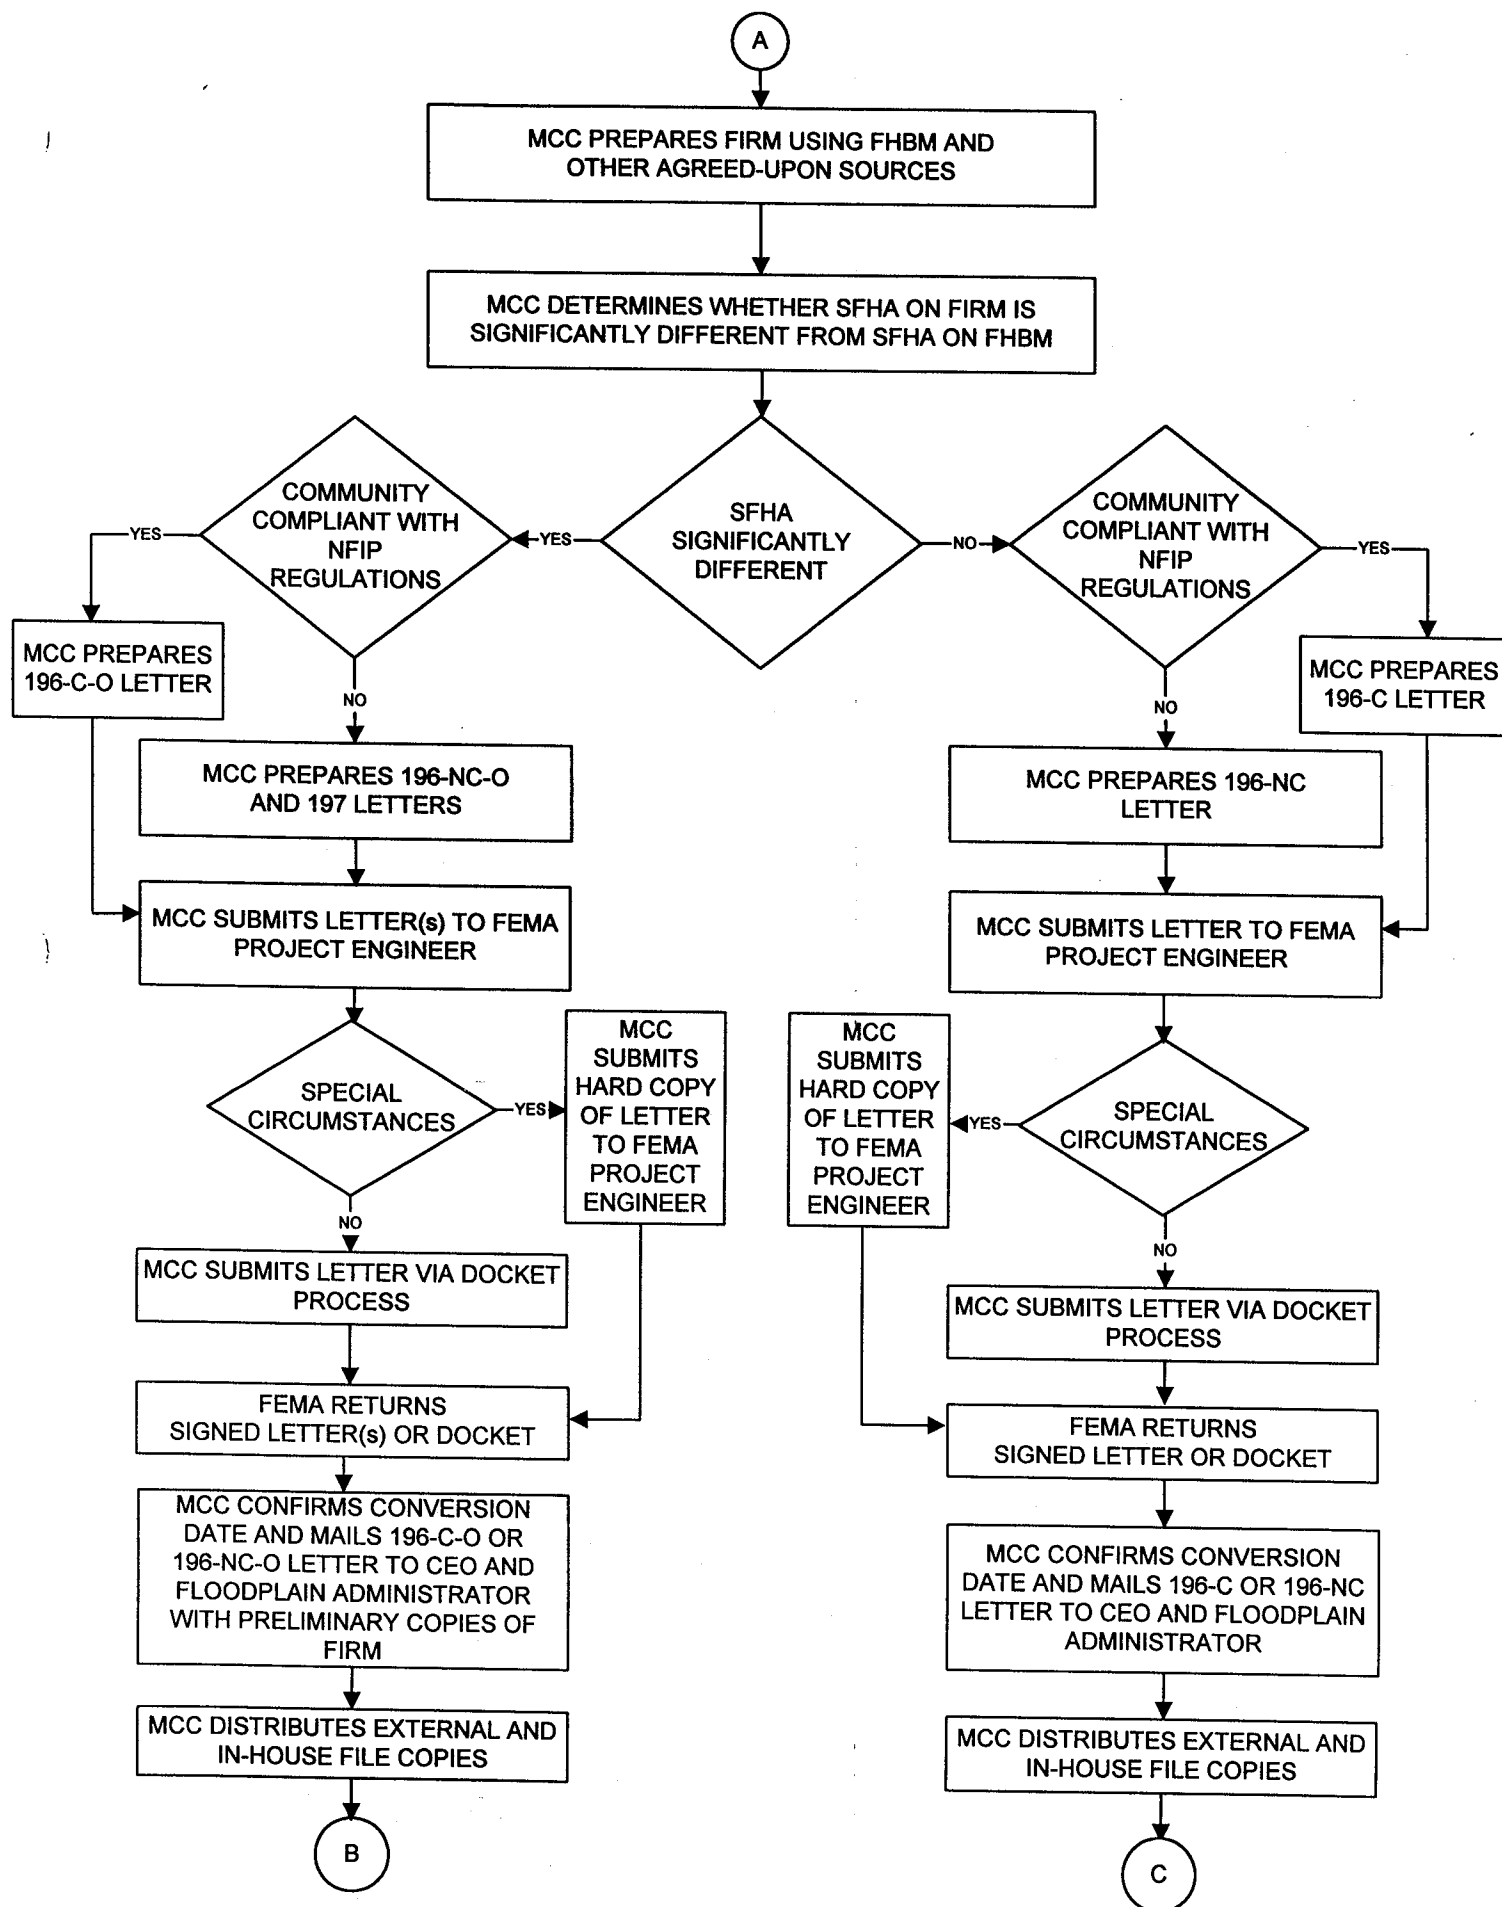 A
MCC PREPARES FIRM USING FHBM AND
OTHER AGREED-UPON SOURCES
MCC DETERMINES WHETHER SFHA ON FIRM IS
SIGNIFICANTLY DIFFERENT FROM SFHA ON FHBM
COMMUNITY
COMPLIANT WITH
NFIP
REGULATIONS
SFHA
SIGNIFICANTLY
DIFFERENT
COMMUNITY
COMPLIANT WITH
NFIP
REGULATIONS
YES
YES
NO
YES
MCC PREPARES
196-C-O LETTER
NO
MCC PREPARES
196-C LETTER
NO
MCC PREPARES 196-NC-O
AND 197 LETTERS
MCC PREPARES 196-NC
LETTER
MCC SUBMITS LETTER(s) TO FEMA
PROJECT ENGINEER
MCC SUBMITS LETTER TO FEMA
PROJECT ENGINEER
SPECIAL
CIRCUMSTANCES
YES
MCC
SUBMITS
HARD COPY
OF LETTER
TO FEMA
PROJECT
ENGINEER
MCC
SUBMITS
HARD COPY
OF LETTER
TO FEMA
PROJECT
ENGINEER
YES
SPECIAL
CIRCUMSTANCES
NO
NO
MCC SUBMITS LETTER VIA DOCKET
PROCESS
MCC SUBMITS LETTER VIA DOCKET
PROCESS
FEMA RETURNS
SIGNED LETTER(s) OR DOCKET
FEMA RETURNS
SIGNED LETTER OR DOCKET
MCC CONFIRMS CONVERSION
DATE AND MAILS 196-C-O OR
196-NC-O LETTER TO CEO AND
FLOODPLAIN ADMINISTRATOR
WITH PRELIMINARY COPIES OF
FIRM
MCC CONFIRMS CONVERSION
DATE AND MAILS 196-C OR 196-NC
LETTER TO CEO AND FLOODPLAIN
ADMINISTRATOR
MCC DISTRIBUTES EXTERNAL AND
IN-HOUSE FILE COPIES
MCC DISTRIBUTES EXTERNAL AND
IN-HOUSE FILE COPIES
B
C